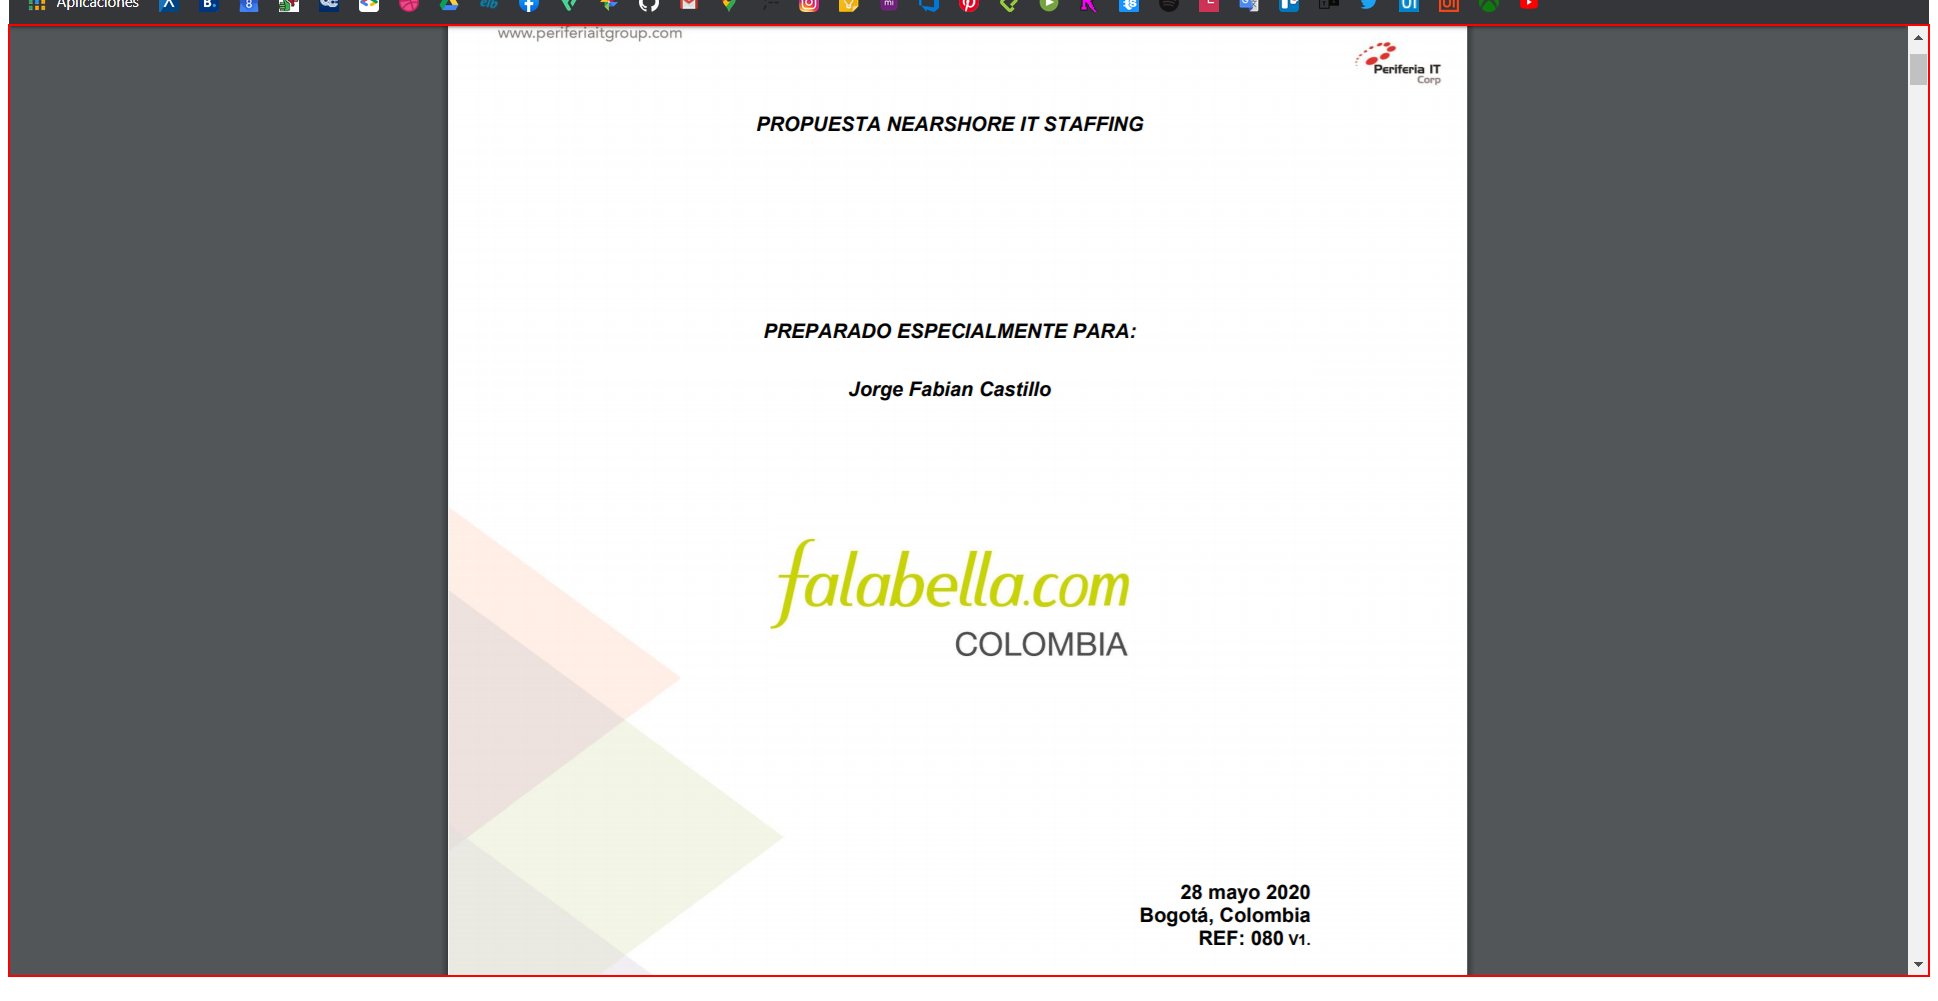 Aplicaciones
www.periferiaitgroup.com
Periferia IT
Corp
PROPUESTA NEARSHORE IT STAFFING
PREPARADO ESPECIALMENTE PARA:
Jorge Fabian Castillo
falabella.com
COLOMBIA
28 mayo 2020
Bogotá, Colombia
REF: 080 V1.